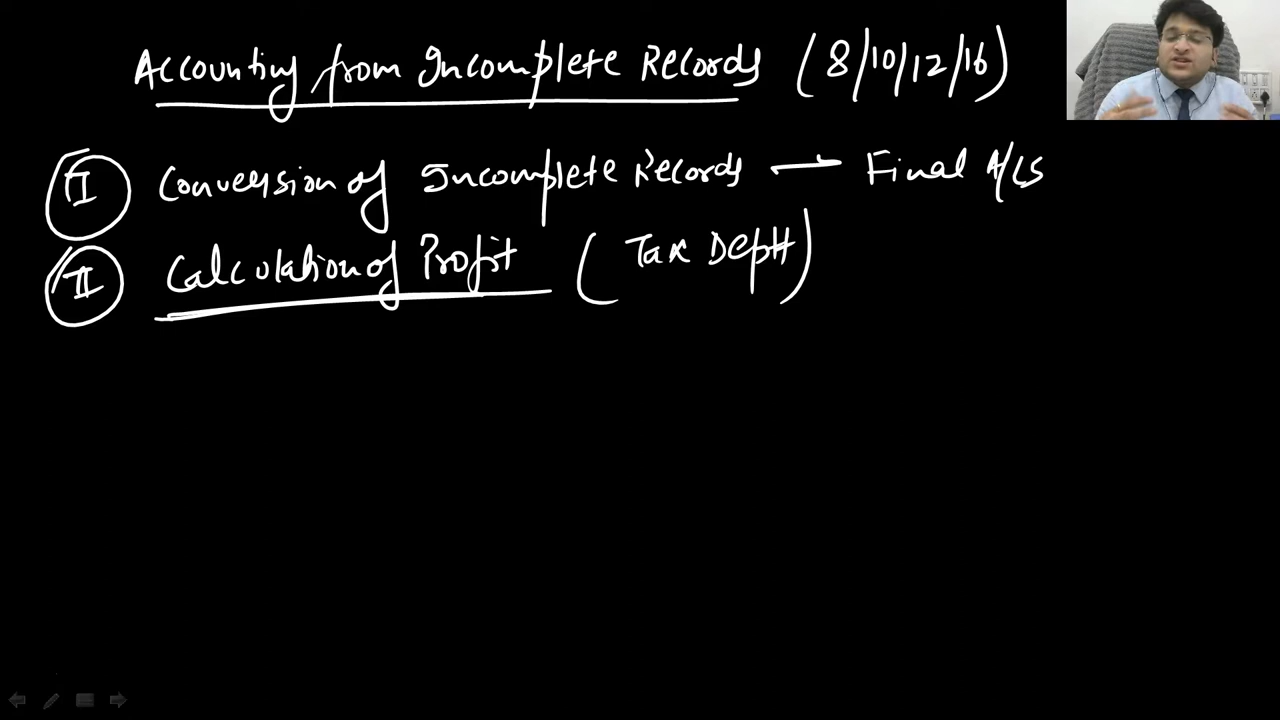 Accounting from Incomplete Records (8/10/12/16)
I Conversion of Incomplete Records — Final A/cs
II Calculation of Profit (Tax Deptt)